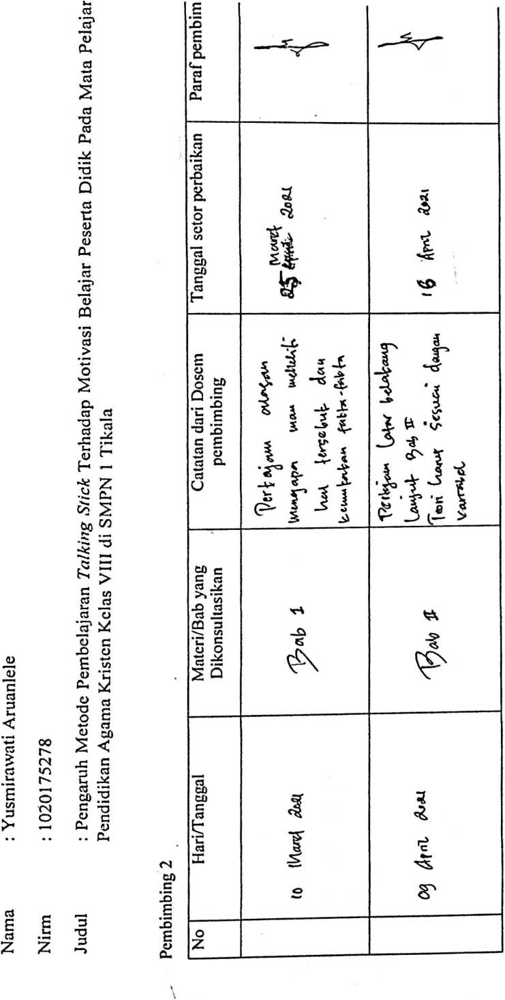 Nama : Yusmirawati Aruanlele
Nirm : 1020175278
Judul : Pengaruh Metode Pembelajaran Talking Stick Terhadap Motivasi Belajar Peserta Didik Pada Mata Pelajar
Pendidikan Agama Kristen Kelas VIII di SMPN 1 Tikala
Pembimbing 2
No
Hari/Tanggal
Materi/Bab yang
Dikonsultasikan
Catatan dari Dosem
pembimbing
Tanggal setor perbaikan
Paraf pembim
10 Maret 2021
Bab 1
Pertajam alasan
mengapa mau meneliti
hal tersebut dan
kemukakan fakta-fakta
Maret
25 2021
09 April 2021
Bab II
Pertajam latar belakang
Lanjut Bab II
Teori harus sesuai dengan
variabel
16 April 2021